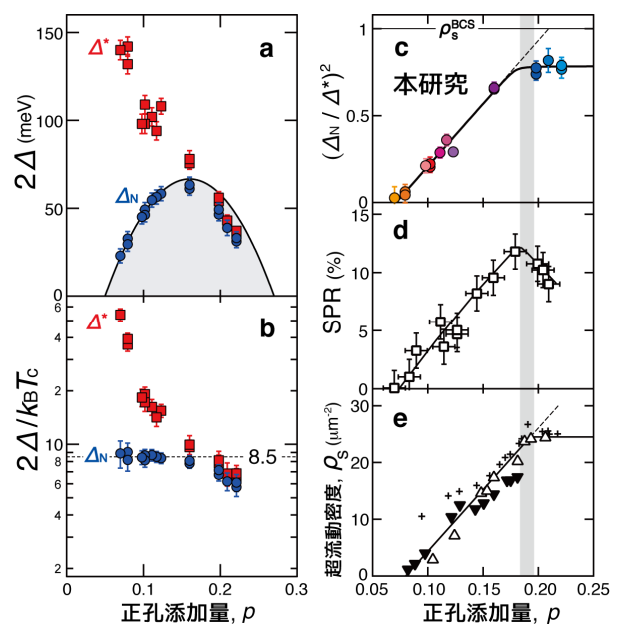 a
Δ*
ΔN
2Δ (meV)
150
100
50
0
b
Δ*
ΔN
8.5
2Δ/kBTc
6
4
2
10
8
6
4
2
0
0.1
0.2
0.3
正孔添加量, p
c
ρsBCS
本研究
(ΔN / Δ*)2
1
0.5
0
d
SPR (%)
20
15
10
5
0
e
超流動密度, ρs (μm-2)
30
20
10
0
0.05
0.10
0.15
0.20
0.25
正孔添加量, p